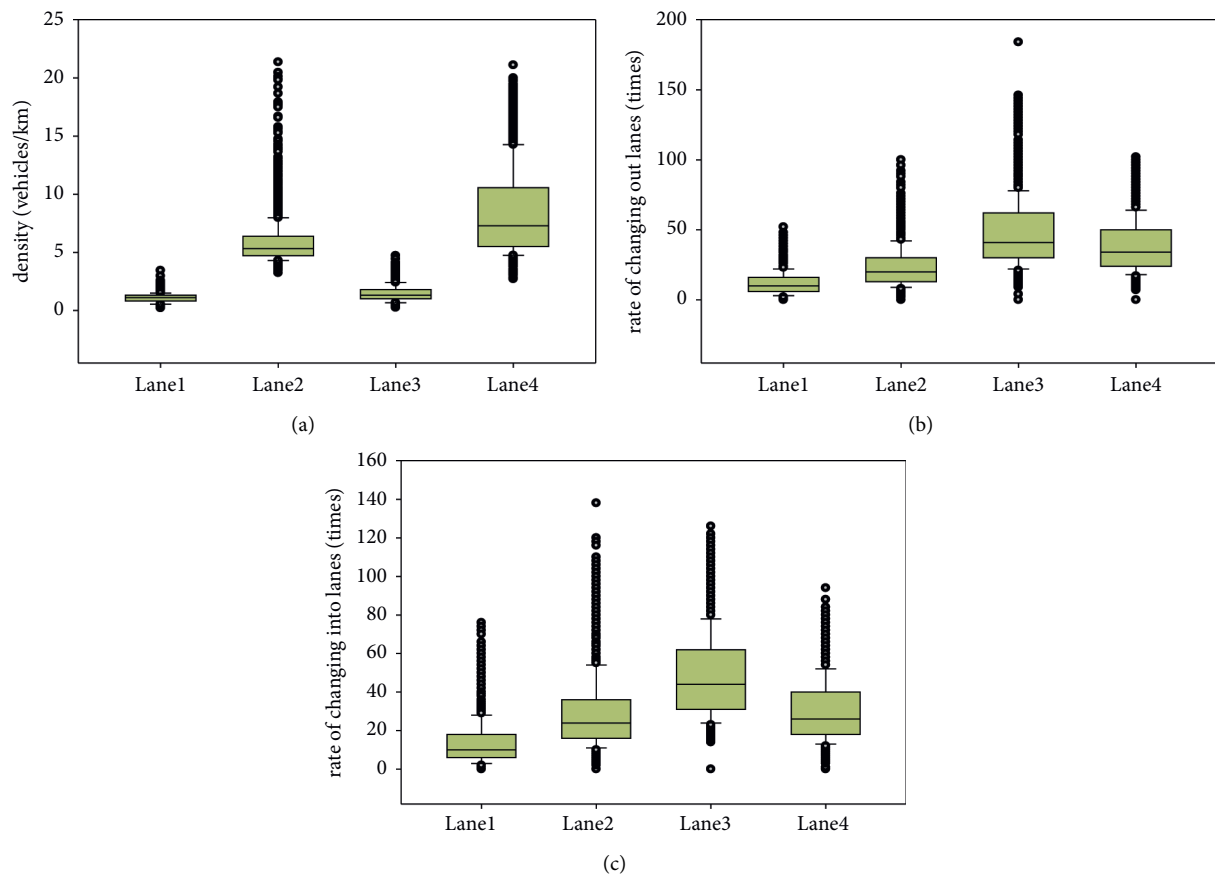 density (vehicles/km)
25
20
15
10
5
0
Lane1 Lane2 Lane3 Lane4
(a)
rate of changing out lanes (times)
200
150
100
50
0
Lane1 Lane2 Lane3 Lane4
(b)
rate of changing into lanes (times)
160
140
120
100
80
60
40
20
0
Lane1 Lane2 Lane3 Lane4
(c)